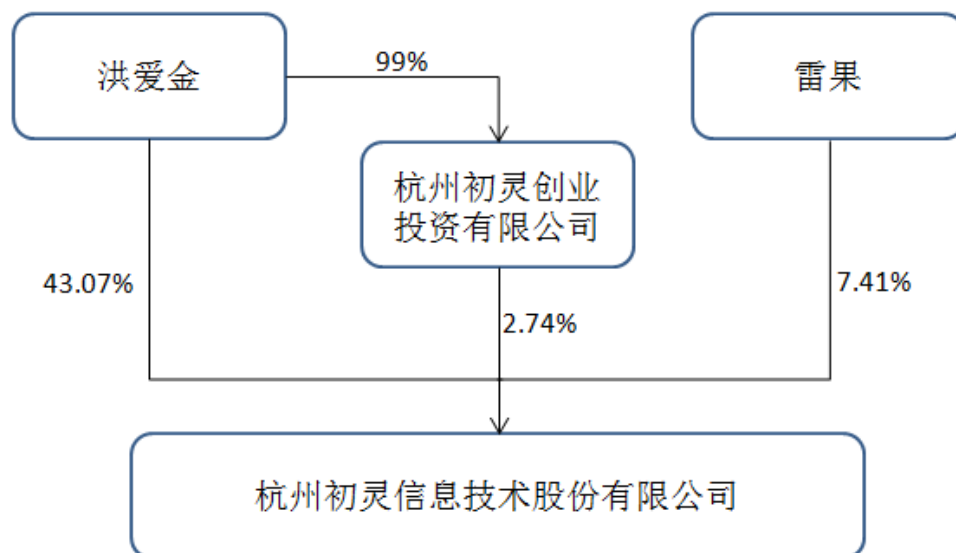 洪爱金
99%
雷果
杭州初灵创业
投资有限公司
43.07%
7.41%
2.74%
杭州初灵信息技术股份有限公司